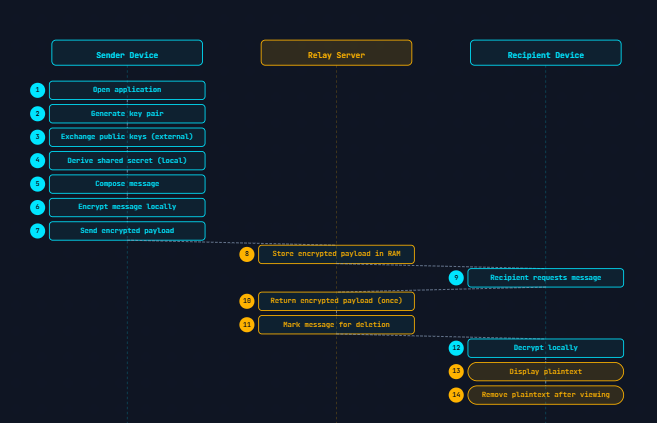 Sender Device
Relay Server
Recipient Device
1 Open application
2 Generate key pair
3 Exchange public keys (external)
4 Derive shared secret (local)
5 Compose message
6 Encrypt message locally
7 Send encrypted payload
8 Store encrypted payload in RAM
9 Recipient requests message
10 Return encrypted payload (once)
11 Mark message for deletion
12 Decrypt locally
13 Display plaintext
14 Remove plaintext after viewing